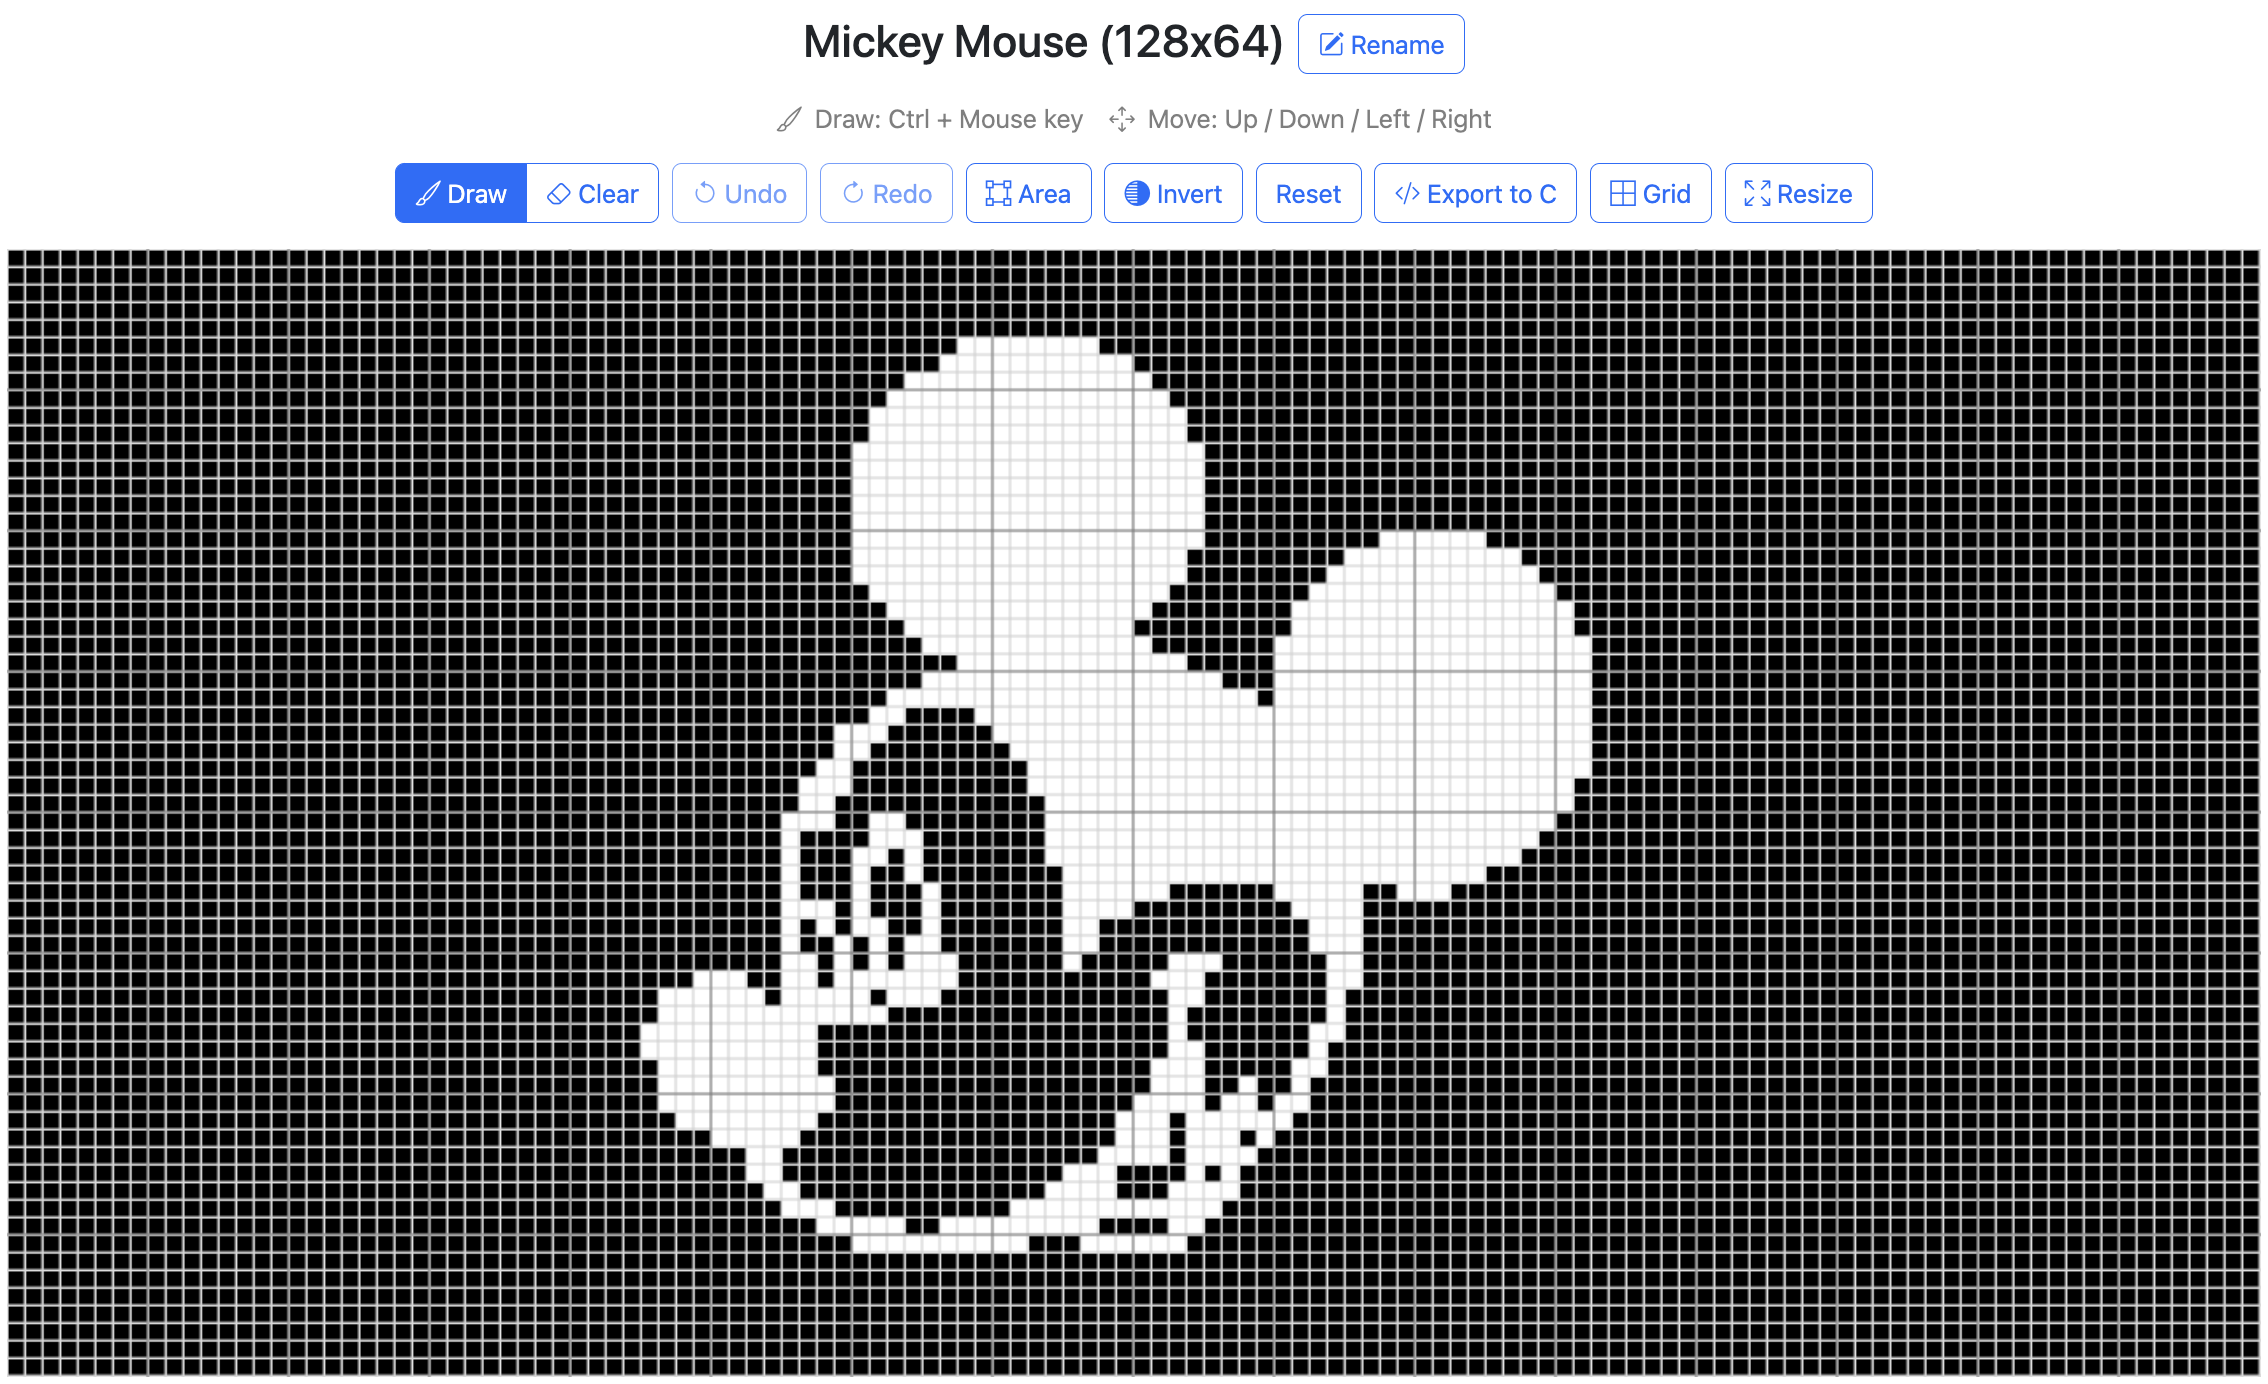 Mickey Mouse (128x64) Rename
Draw: Ctrl + Mouse key Move: Up / Down / Left / Right
Draw Clear Undo Redo Area Invert Reset </> Export to C Grid Resize